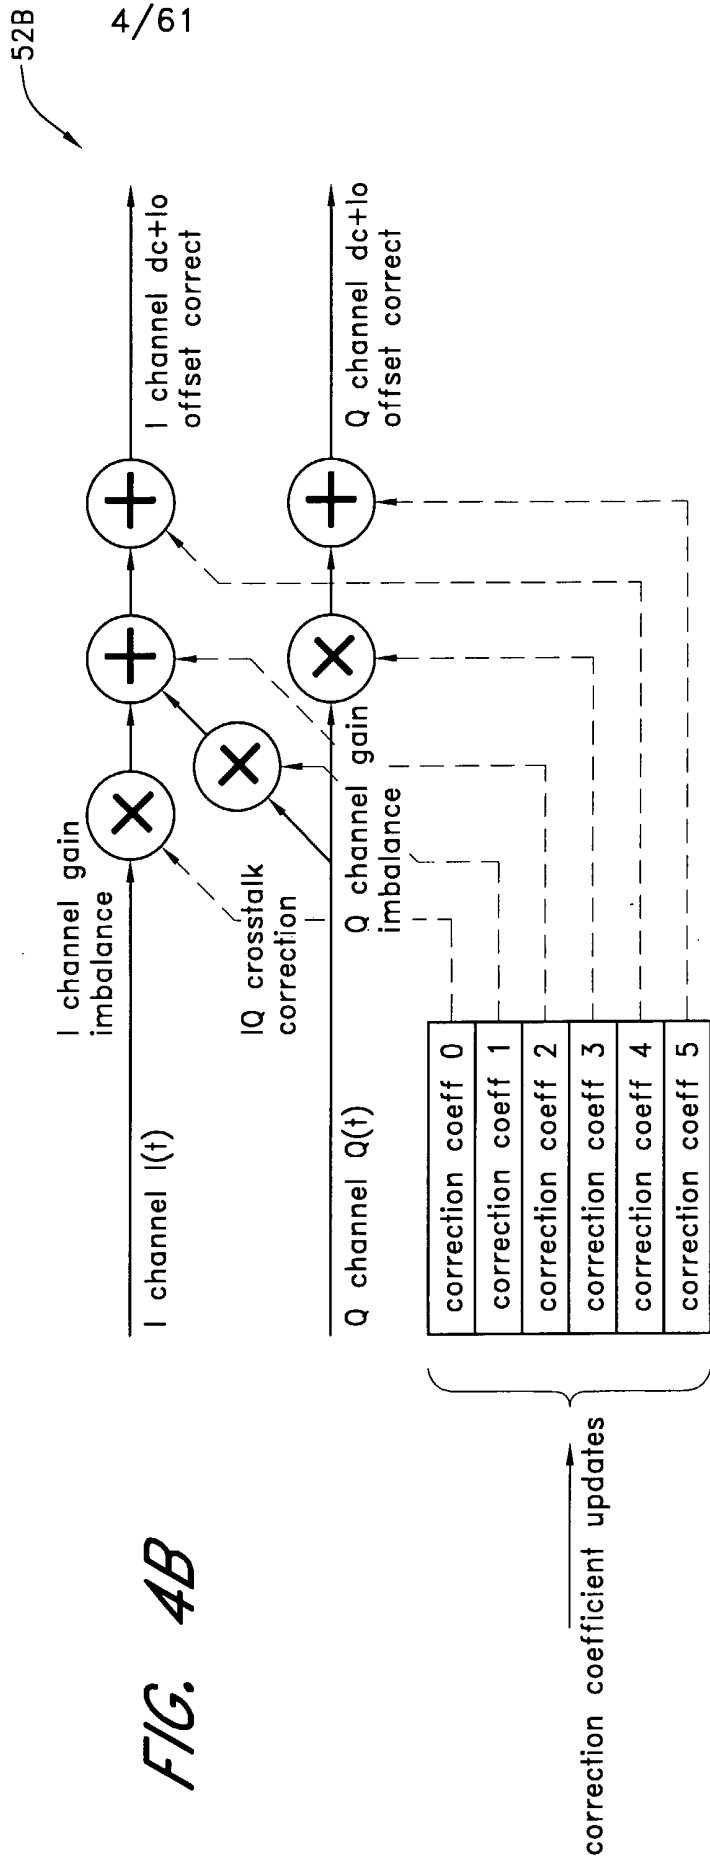 4/61
52B
FIG. 4B
I channel I(t)
I channel gain
imbalance
I channel dc+lo
offset correct
IQ crosstalk
correction
Q channel Q(t)
Q channel gain
imbalance
Q channel dc+lo
offset correct
correction coeff 0
correction coeff 1
correction coeff 2
correction coeff 3
correction coeff 4
correction coeff 5
correction coefficient updates